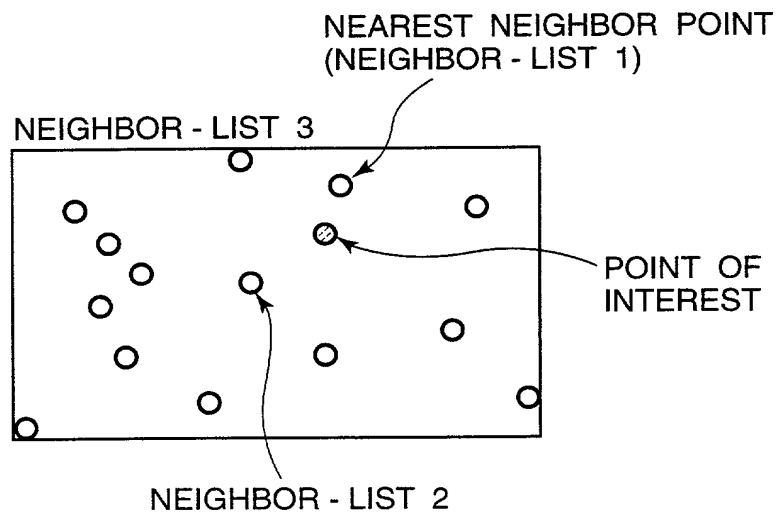 NEAREST NEIGHBOR POINT
(NEIGHBOR - LIST 1)
NEIGHBOR - LIST 3
POINT OF
INTEREST
NEIGHBOR - LIST 2